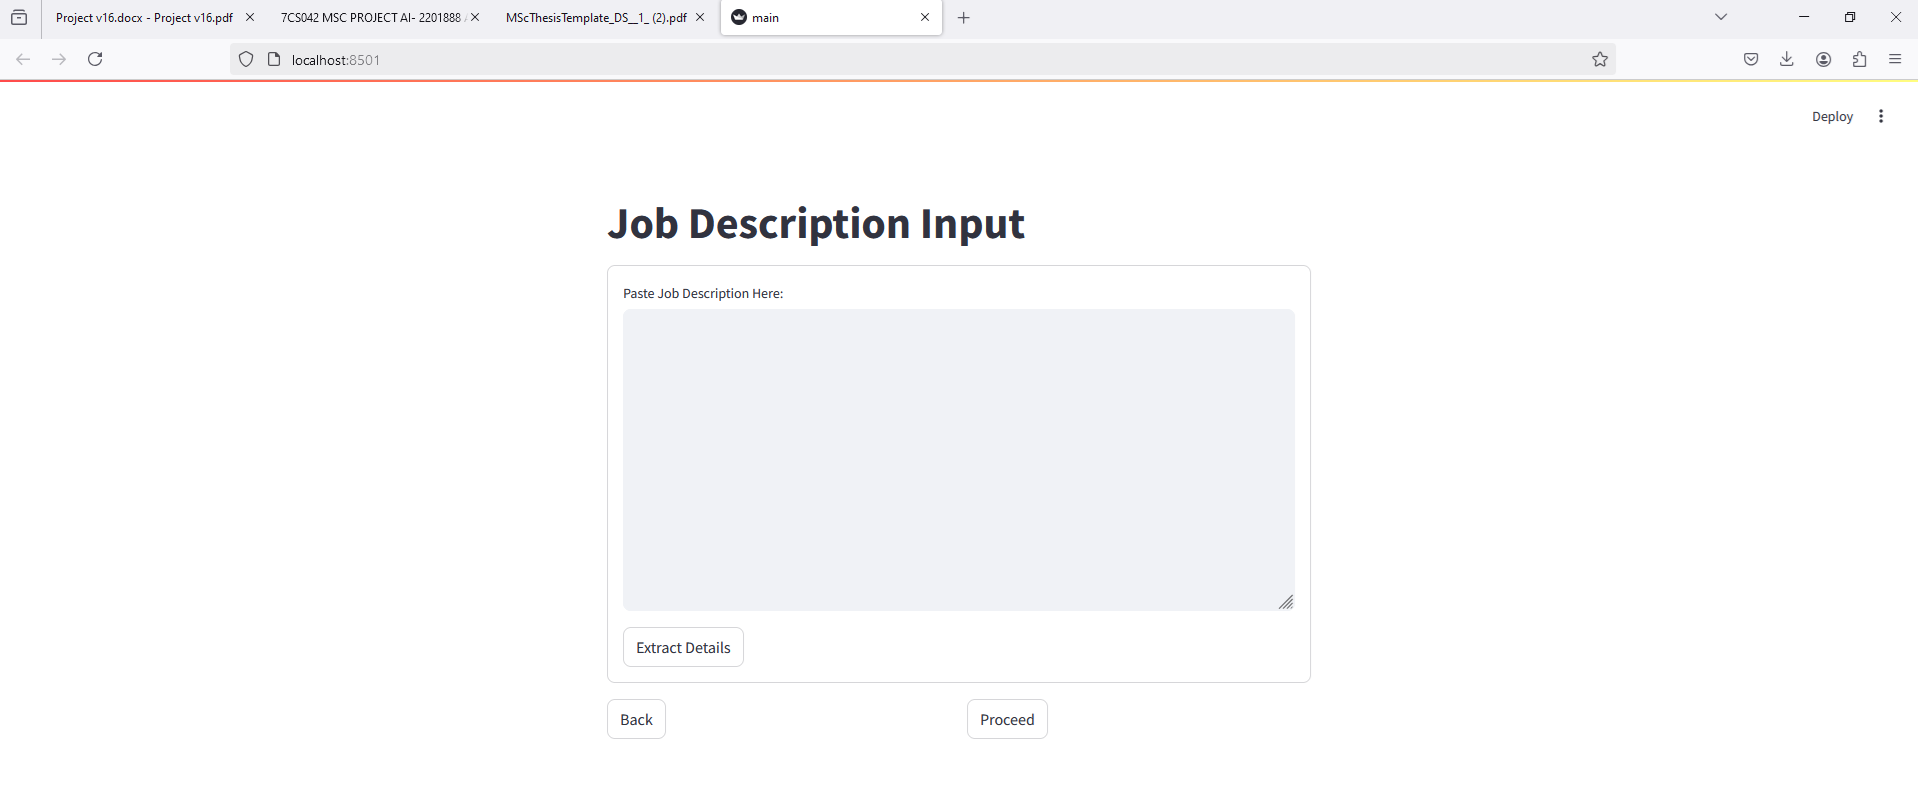 Project v16.docx - Project v16.pdf
7CS042 MSC PROJECT AI- 2201888
MScThesisTemplate_DS__1_ (2).pdf
main
localhost:8501
Deploy
Job Description Input
Paste Job Description Here:
Extract Details
Back
Proceed